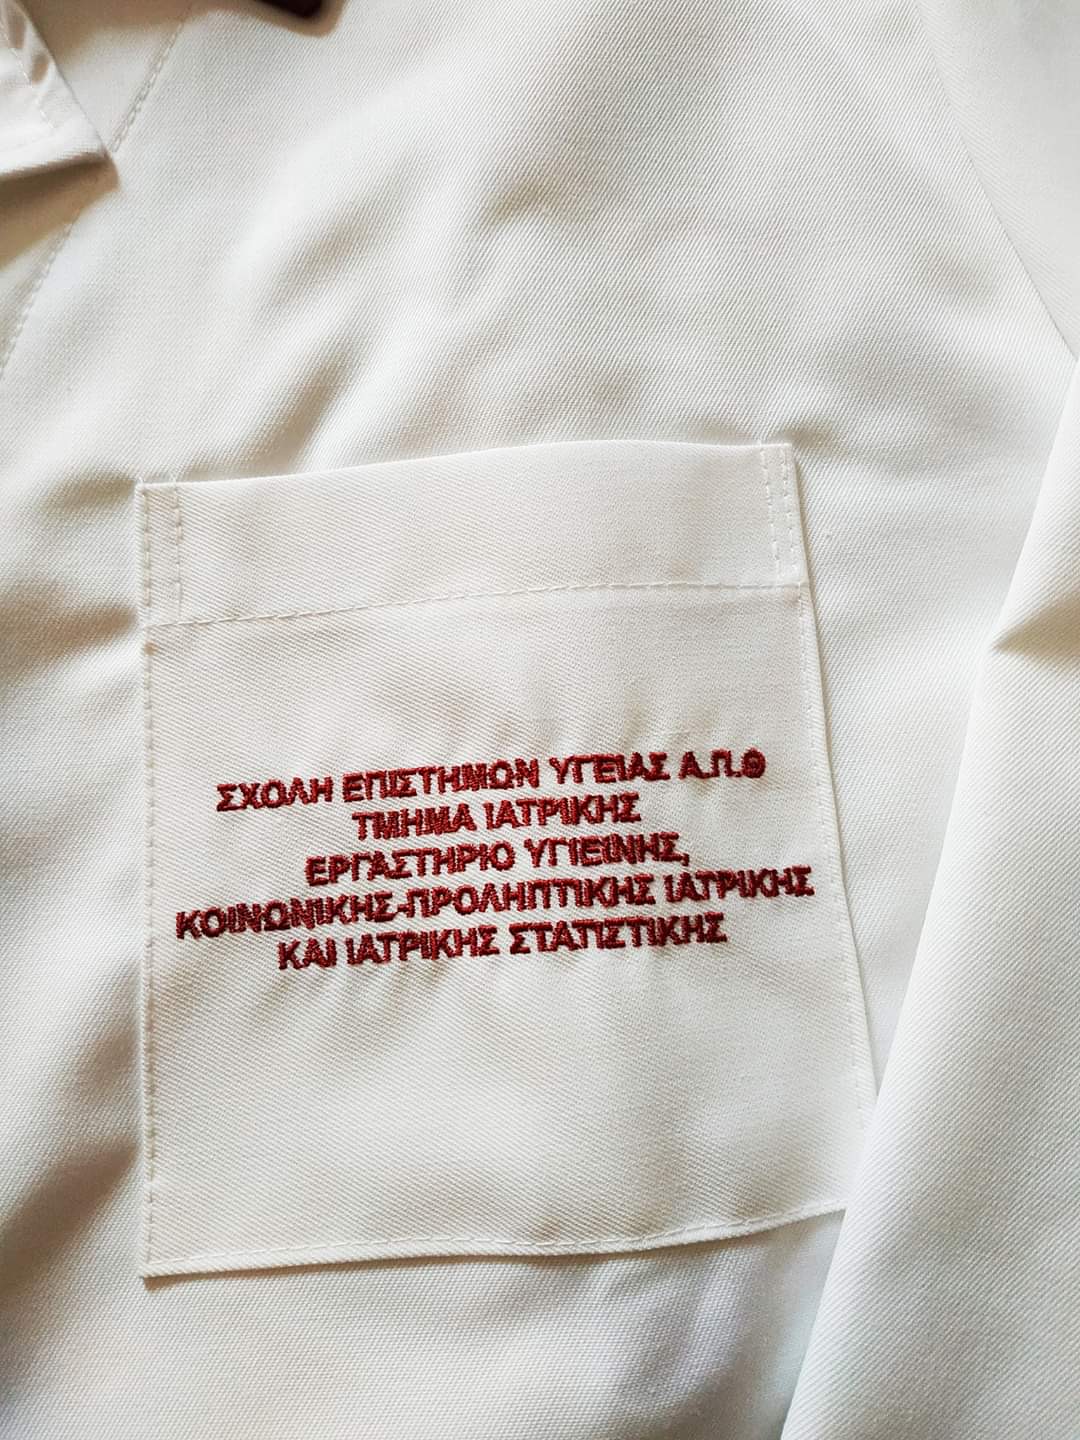 ΣΧΟΛΗ ΕΠΙΣΤΗΜΩΝ ΥΓΕΙΑΣ Α.Π.Θ
ΤΜΗΜΑ ΙΑΤΡΙΚΗΣ
ΕΡΓΑΣΤΗΡΙΟ ΥΓΙΕΙΝΗΣ,
ΚΟΙΝΩΝΙΚΗΣ-ΠΡΟΛΗΠΤΙΚΗΣ ΙΑΤΡΙΚΗΣ
ΚΑΙ ΙΑΤΡΙΚΗΣ ΣΤΑΤΙΣΤΙΚΗΣ